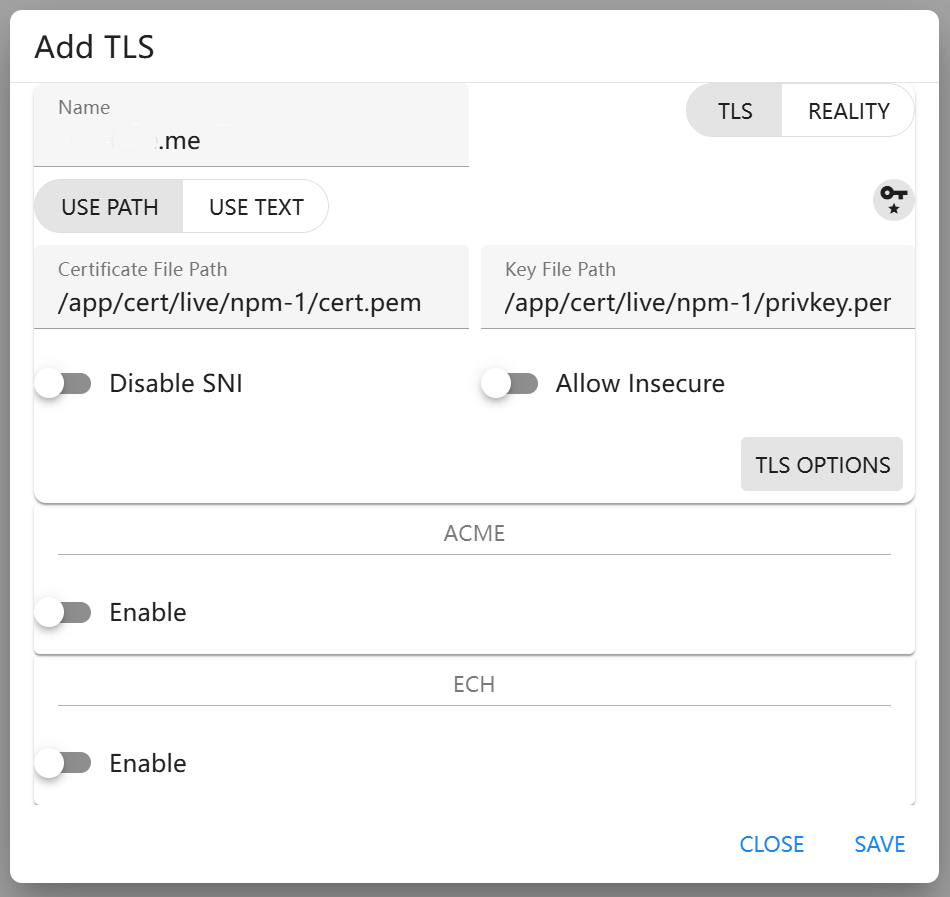 Add TLS
Name
.me
TLS
REALITY
USE PATH
USE TEXT
Certificate File Path
/app/cert/live/npm-1/cert.pem
Key File Path
/app/cert/live/npm-1/privkey.per
Disable SNI
Allow Insecure
TLS OPTIONS
ACME
Enable
ECH
Enable
CLOSE
SAVE